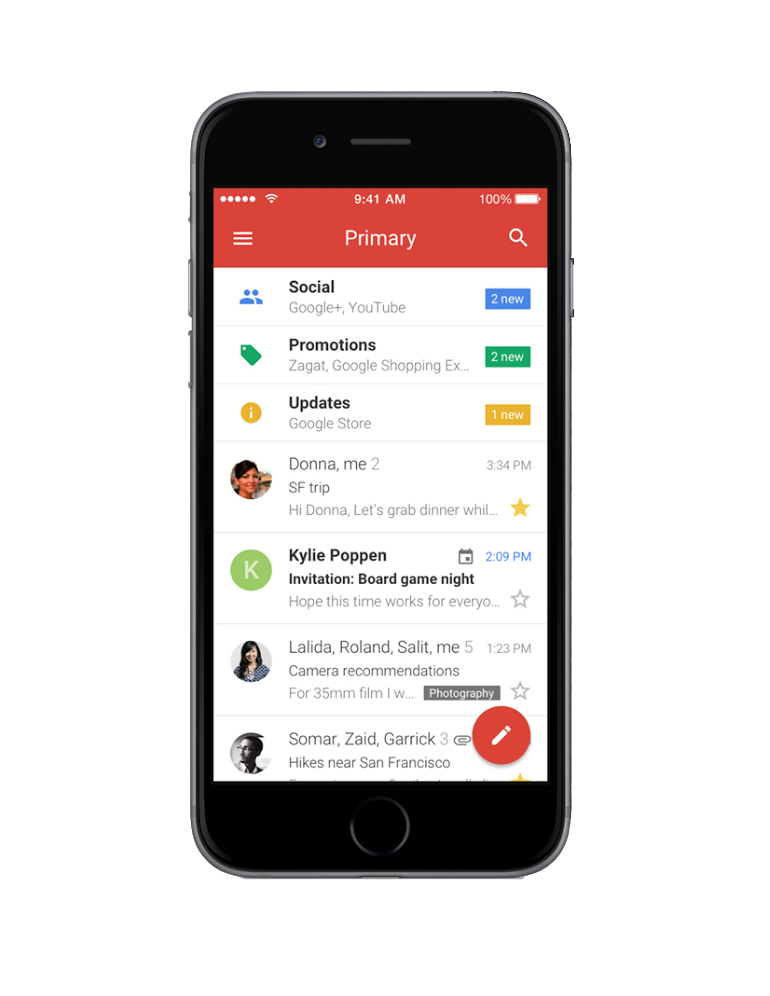 9:41 AM 100%
Primary
Social
Google+, YouTube
2 new
Promotions
Zagat, Google Shopping Ex...
2 new
Updates
Google Store
1 new
Donna, me 2 3:34 PM
SF trip
Hi Donna, Let's grab dinner whil...
K
Kylie Poppen 2:09 PM
Invitation: Board game night
Hope this time works for everyo...
Lalida, Roland, Salit, me 5 1:23 PM
Camera recommendations
For 35mm film I w... Photography
Somar, Zaid, Garrick 3
Hikes near San Francisco